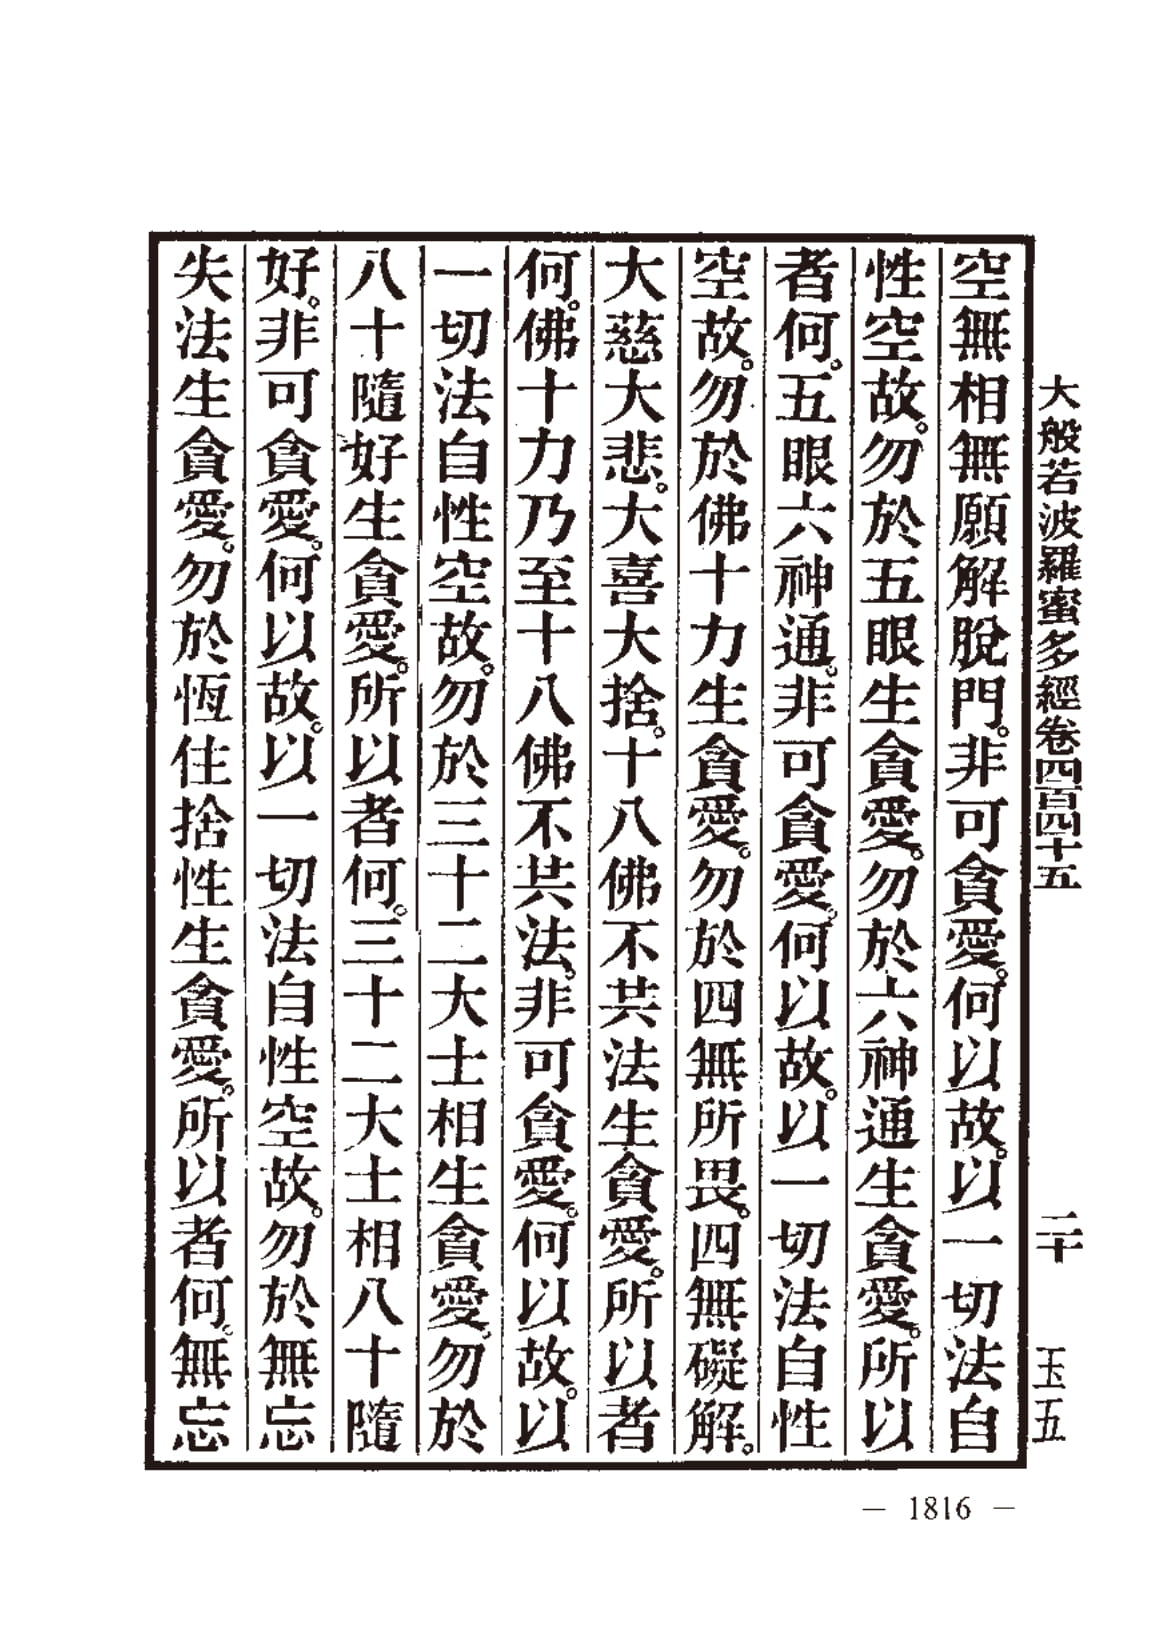 大般若波羅蜜多經卷四百四十五 二十 玉五
空無相無願解脫門。非可貪愛。何以故。以一切法自
性空故。勿於五眼生貪愛。勿於六神通生貪愛。所以
者何。五眼六神通。非可貪愛。何以故。以一切法自性
空故。勿於佛十力生貪愛。勿於四無所畏。四無礙解。
大慈大悲。大喜大捨。十八佛不共法生貪愛。所以者
何。佛十力乃至十八佛不共法。非可貪愛。何以故。以
一切法自性空故。勿於三十二大士相生貪愛。勿於
八十隨好生貪愛。所以者何。三十二大士相八十隨
好。非可貪愛。何以故。以一切法自性空故。勿於無忘
失法生貪愛。勿於恆住捨性生貪愛。所以者何。無忘
— 1816 —